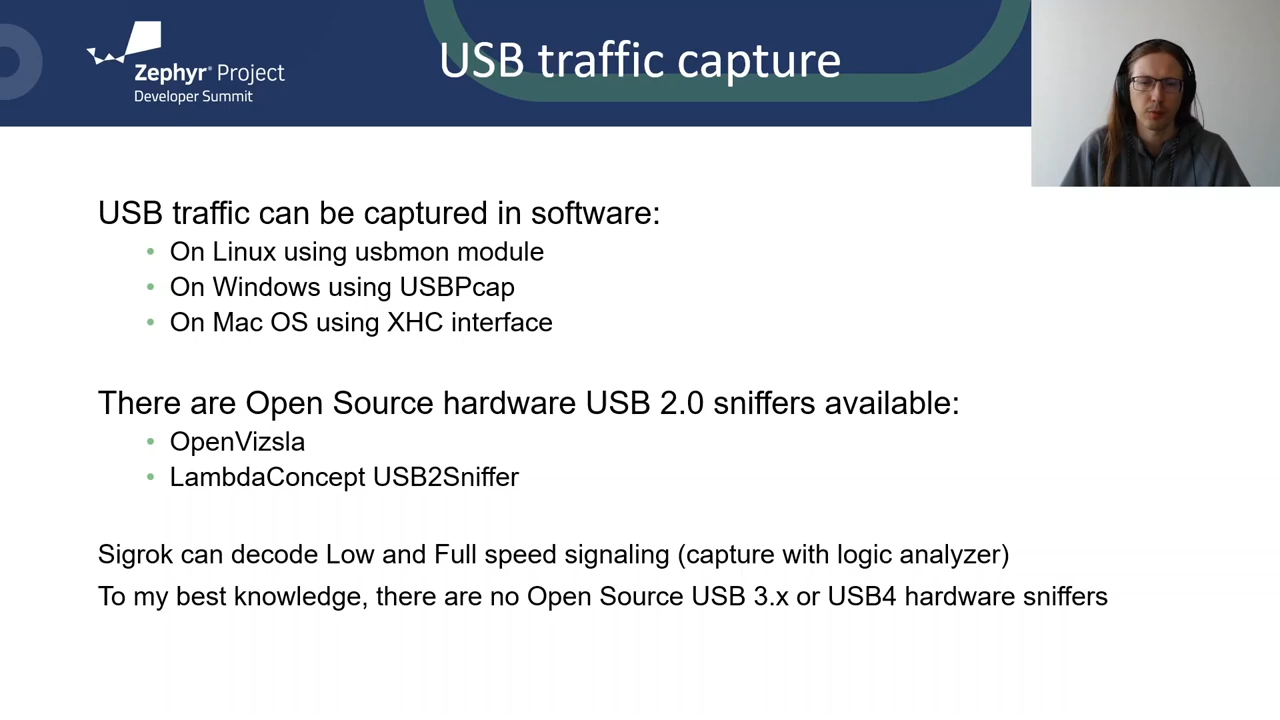 Zephyr® Project
Developer Summit
USB traffic capture
USB traffic can be captured in software:
• On Linux using usbmon module
• On Windows using USBPcap
• On Mac OS using XHC interface
There are Open Source hardware USB 2.0 sniffers available:
• OpenVizsla
• LambdaConcept USB2Sniffer
Sigrok can decode Low and Full speed signaling (capture with logic analyzer)
To my best knowledge, there are no Open Source USB 3.x or USB4 hardware sniffers